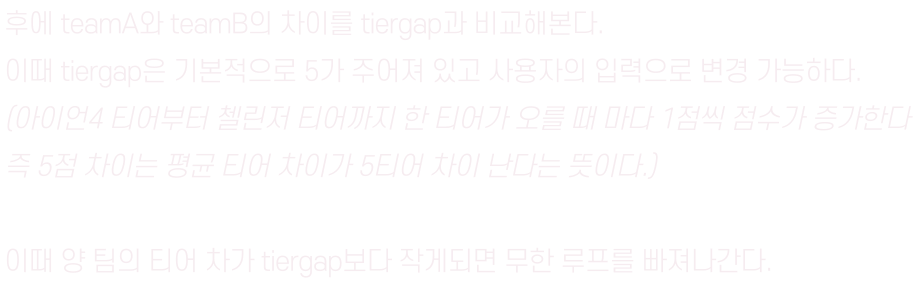 후에 teamA와 teamB의 차이를 tiergap과 비교해본다.
이때 tiergap은 기본적으로 5가 주어져 있고 사용자의 입력으로 변경 가능하다.
(아이언4 티어부터 첼린저 티어까지 한 티어가 오를 때 마다 1점씩 점수가 증가한다
즉 5점 차이는 평균 티어 차이가 5티어 차이 난다는 뜻이다.)
이때 양 팀의 티어 차가 tiergap보다 작게되면 무한 루프를 빠져나간다.